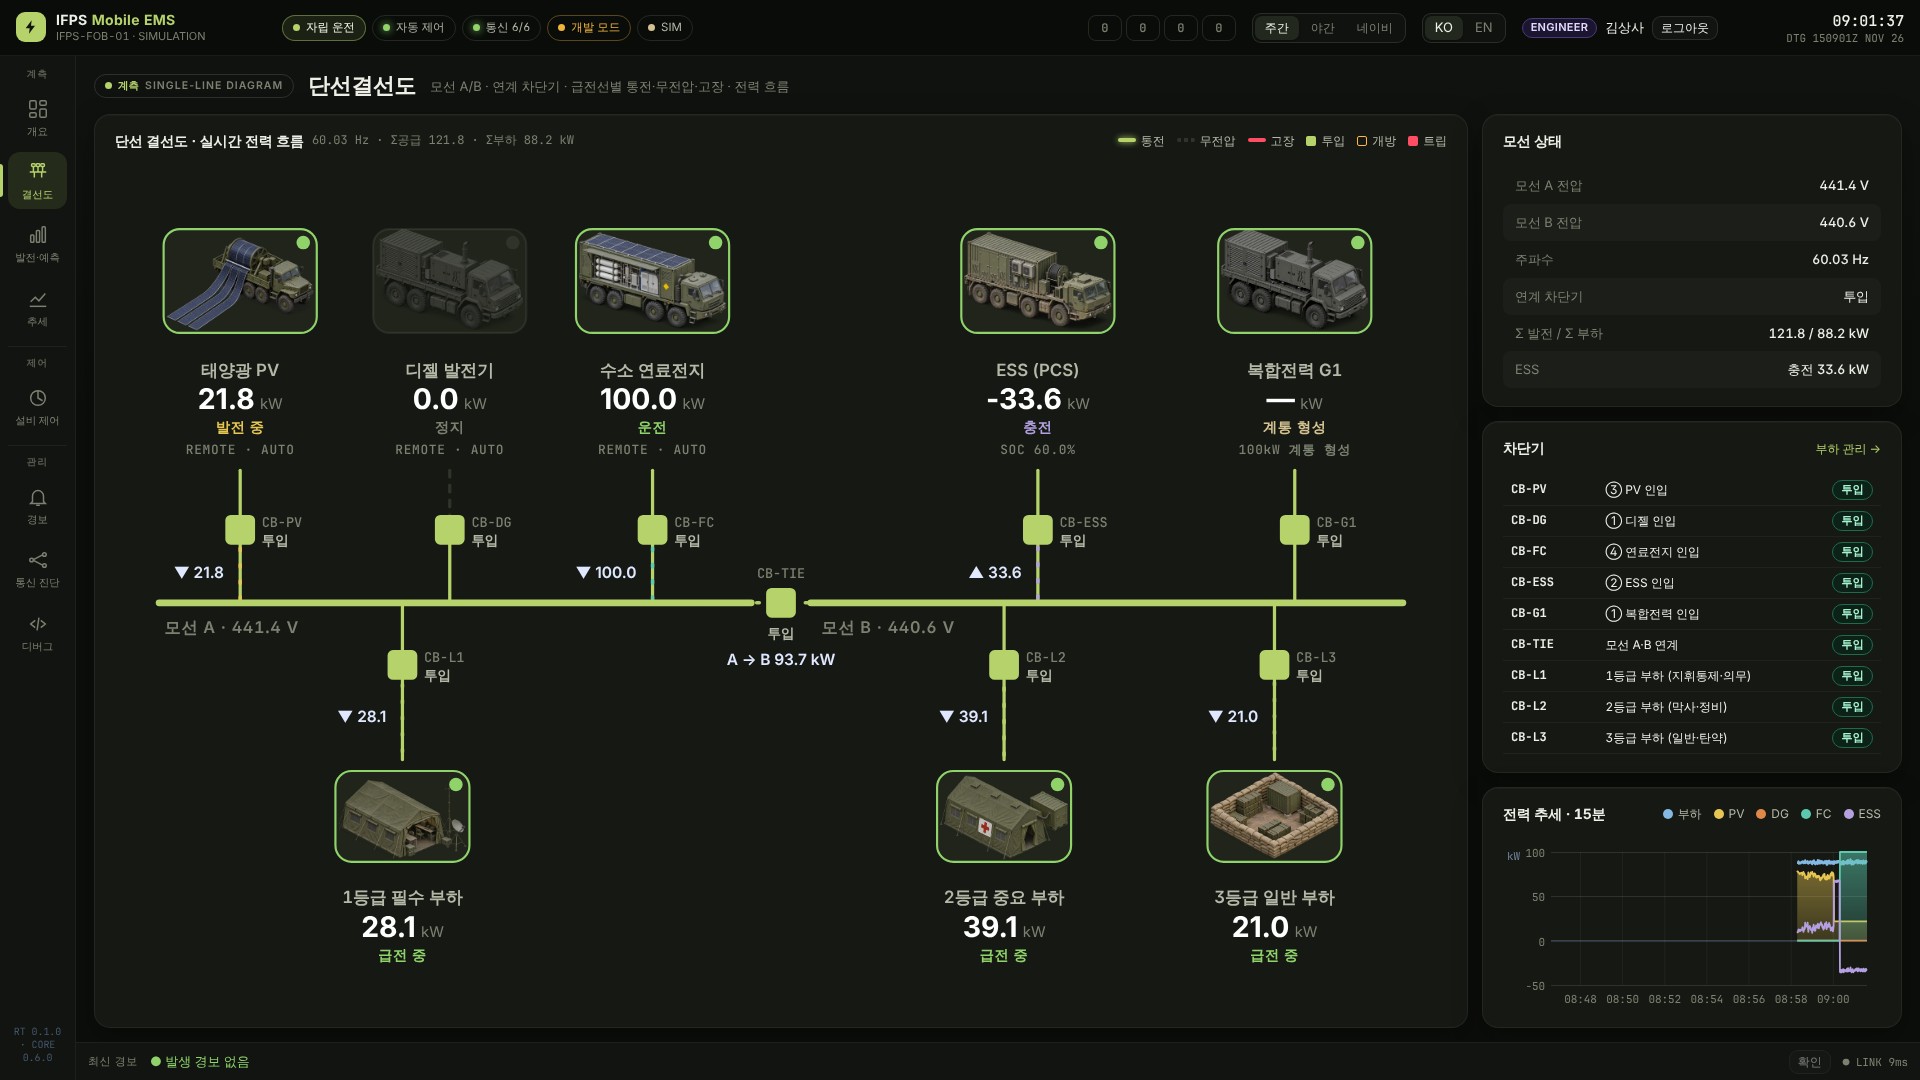 IFPS Mobile EMS
IFPS-FOB-01 · SIMULATION
자립 운전
자동 제어
통신 6/6
개발 모드
SIM
0 0 0 0
주간 야간 네이비
KO EN
ENGINEER 김상사 로그아웃
09:01:37
DTG 150901Z NOV 26
계측
개요
결선도
발전·예측
추세
제어
설비 제어
관리
경보
통신 진단
디버그
RT 0.1.0
· CORE
0.6.0
계측 SINGLE-LINE DIAGRAM
단선결선도
모선 A/B · 연계 차단기 · 급전선별 통전·무전압·고장 · 전력 흐름
단선 결선도 · 실시간 전력 흐름 60.03 Hz · Σ공급 121.8 · Σ부하 88.2 kW
통전 무전압 고장 투입 개방 트립
태양광 PV
21.8 kW
발전 중
REMOTE · AUTO
디젤 발전기
0.0 kW
정지
REMOTE · AUTO
수소 연료전지
100.0 kW
운전
REMOTE · AUTO
ESS (PCS)
-33.6 kW
충전
SOC 60.0%
복합전력 G1
— kW
계통 형성
100kW 계통 형성
CB-PV
투입
CB-DG
투입
CB-FC
투입
CB-ESS
투입
CB-G1
투입
▼ 21.8
▼ 100.0
▲ 33.6
CB-TIE
투입
A → B 93.7 kW
모선 A · 441.4 V
모선 B · 440.6 V
CB-L1
투입
CB-L2
투입
CB-L3
투입
▼ 28.1
▼ 39.1
▼ 21.0
1등급 필수 부하
28.1 kW
급전 중
2등급 중요 부하
39.1 kW
급전 중
3등급 일반 부하
21.0 kW
급전 중
모선 상태
모선 A 전압 441.4 V
모선 B 전압 440.6 V
주파수 60.03 Hz
연계 차단기 투입
Σ 발전 / Σ 부하 121.8 / 88.2 kW
ESS 충전 33.6 kW
차단기 부하 관리 →
CB-PV ③ PV 인입 투입
CB-DG ① 디젤 인입 투입
CB-FC ④ 연료전지 인입 투입
CB-ESS ② ESS 인입 투입
CB-G1 ① 복합전력 인입 투입
CB-TIE 모선 A·B 연계 투입
CB-L1 1등급 부하 (지휘통제·의무) 투입
CB-L2 2등급 부하 (막사·정비) 투입
CB-L3 3등급 부하 (일반·탄약) 투입
전력 추세 · 15분
부하 PV DG FC ESS
kW 100
50
0
-50
08:48 08:50 08:52 08:54 08:56 08:58 09:00
최신 경보 발생 경보 없음
확인 LINK 9ms